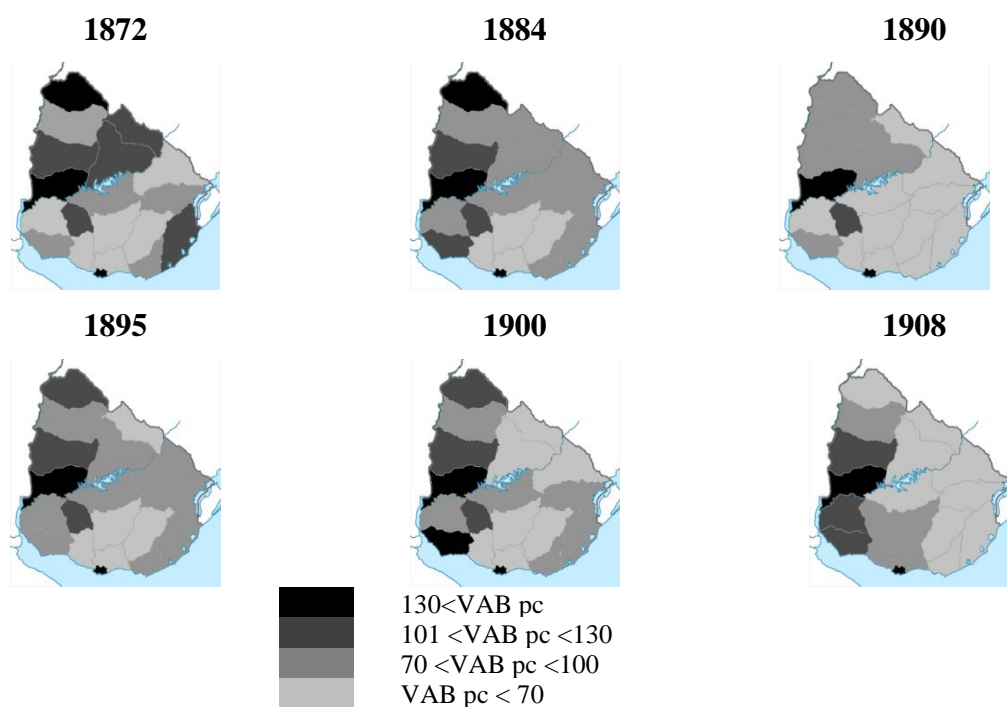 1872 1884 1890
1895 1900 1908
130<VAB pc
101 <VAB pc <130
70 <VAB pc <100
VAB pc < 70